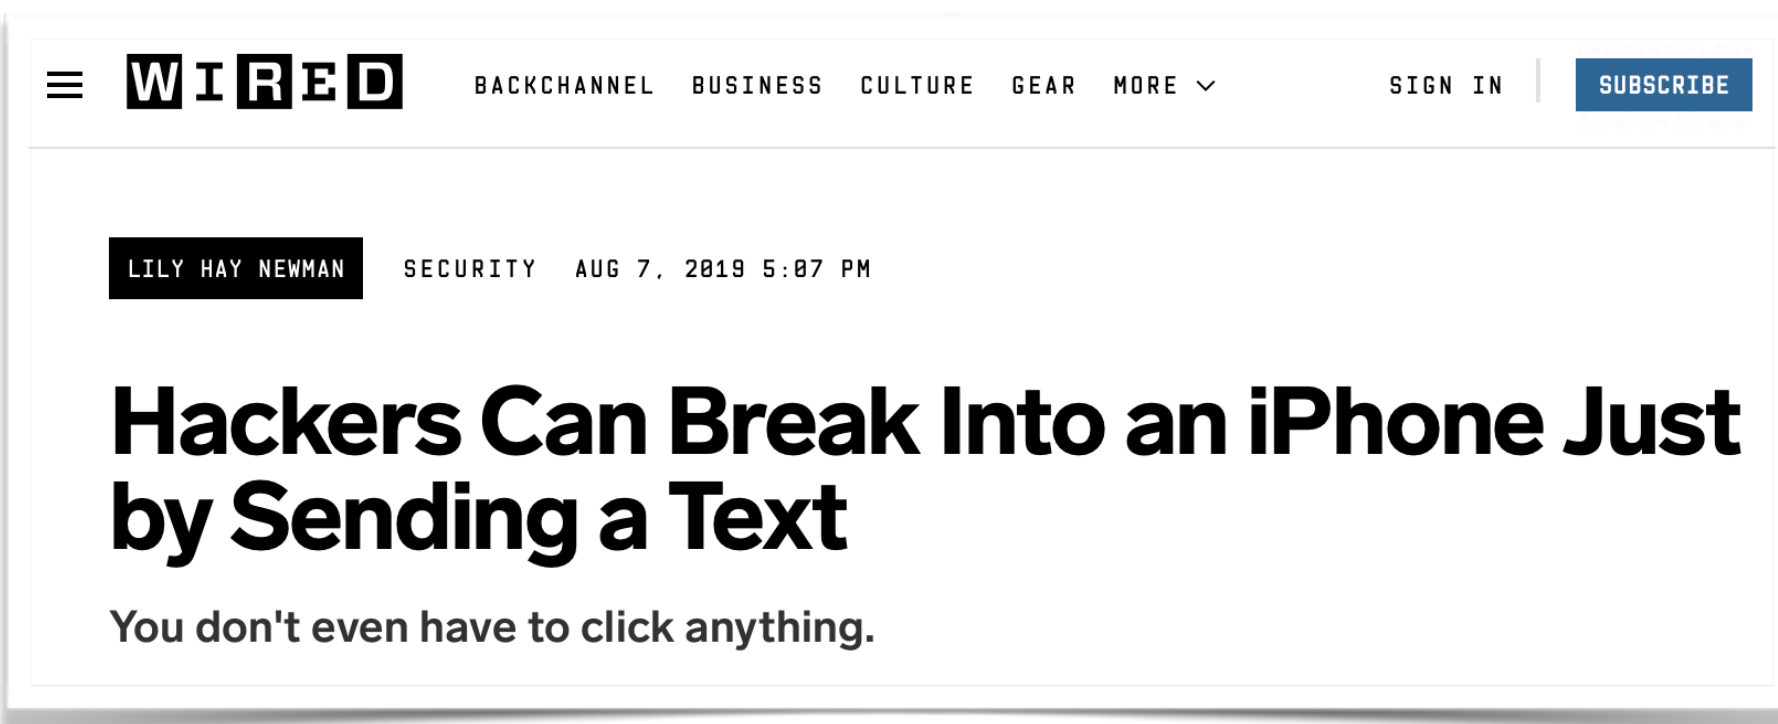 WIRED BACKCHANNEL BUSINESS CULTURE GEAR MORE SIGN IN SUBSCRIBE
LILY HAY NEWMAN SECURITY AUG 7, 2019 5:07 PM
Hackers Can Break Into an iPhone Just
by Sending a Text
You don't even have to click anything.